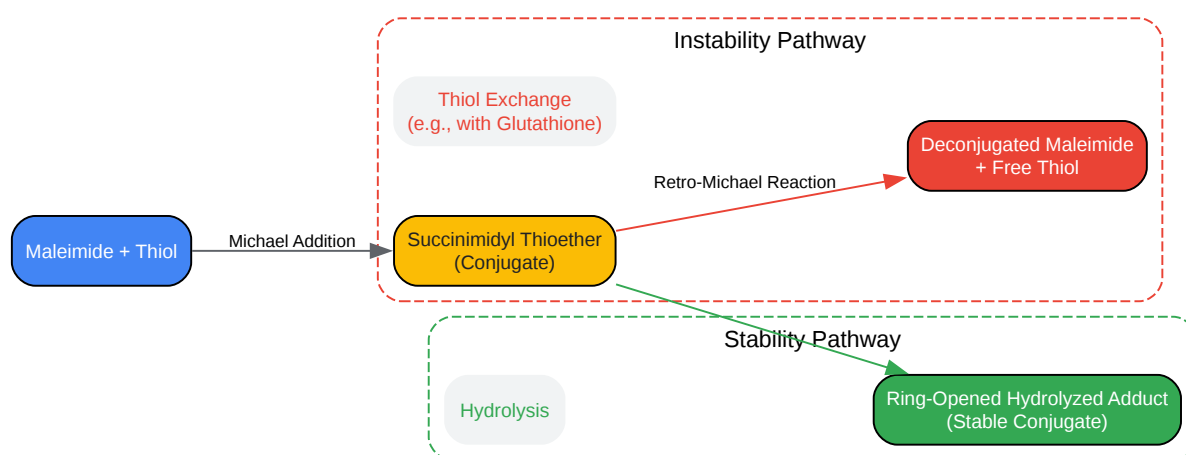 Instability Pathway
Thiol Exchange
(e.g., with Glutathione)
Deconjugated Maleimide
+ Free Thiol
Retro-Michael Reaction
Maleimide + Thiol
Michael Addition
Succinimidyl Thioether
(Conjugate)
Stability Pathway
Hydrolysis
Ring-Opened Hydrolyzed Adduct
(Stable Conjugate)